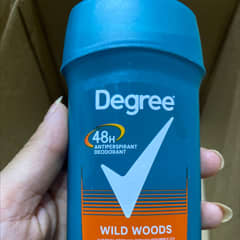 Degree
48H
ANTIPERSPIRANT
DEODORANT
WILD WOODS